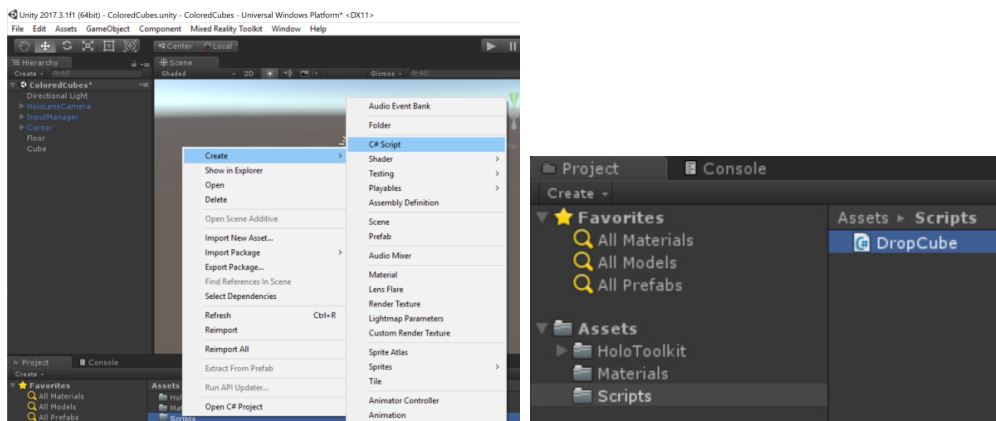 Unity 2017.3.1f1 (64bit) - ColoredCubes.unity - ColoredCubes - Universal Windows Platform* <DX11>
File Edit Assets GameObject Component Mixed Reality Toolkit Window Help
Center Local
Hierarchy
Create All
ColoredCubes*
Directional Light
HoloLensCamera
InputManager
Cursor
Floor
Cube
Scene
Shaded 2D Gizmos All
Create
Show in Explorer
Open
Delete
Open Scene Additive
Import New Asset...
Import Package
Export Package...
Find References In Scene
Select Dependencies
Refresh Ctrl+R
Reimport
Reimport All
Extract From Prefab
Run API Updater...
Open C# Project
Audio Event Bank
Folder
C# Script
Shader
Testing
Playables
Assembly Definition
Scene
Prefab
Audio Mixer
Material
Lens Flare
Render Texture
Lightmap Parameters
Custom Render Texture
Sprite Atlas
Sprites
Tile
Animator Controller
Animation
Project Console
Create
Favorites
All Materials
All Models
All Prefabs
Assets
Scripts
Project Console
Create
Favorites
All Materials
All Models
All Prefabs
Assets
HoloToolkit
Materials
Scripts
Assets Scripts
DropCube